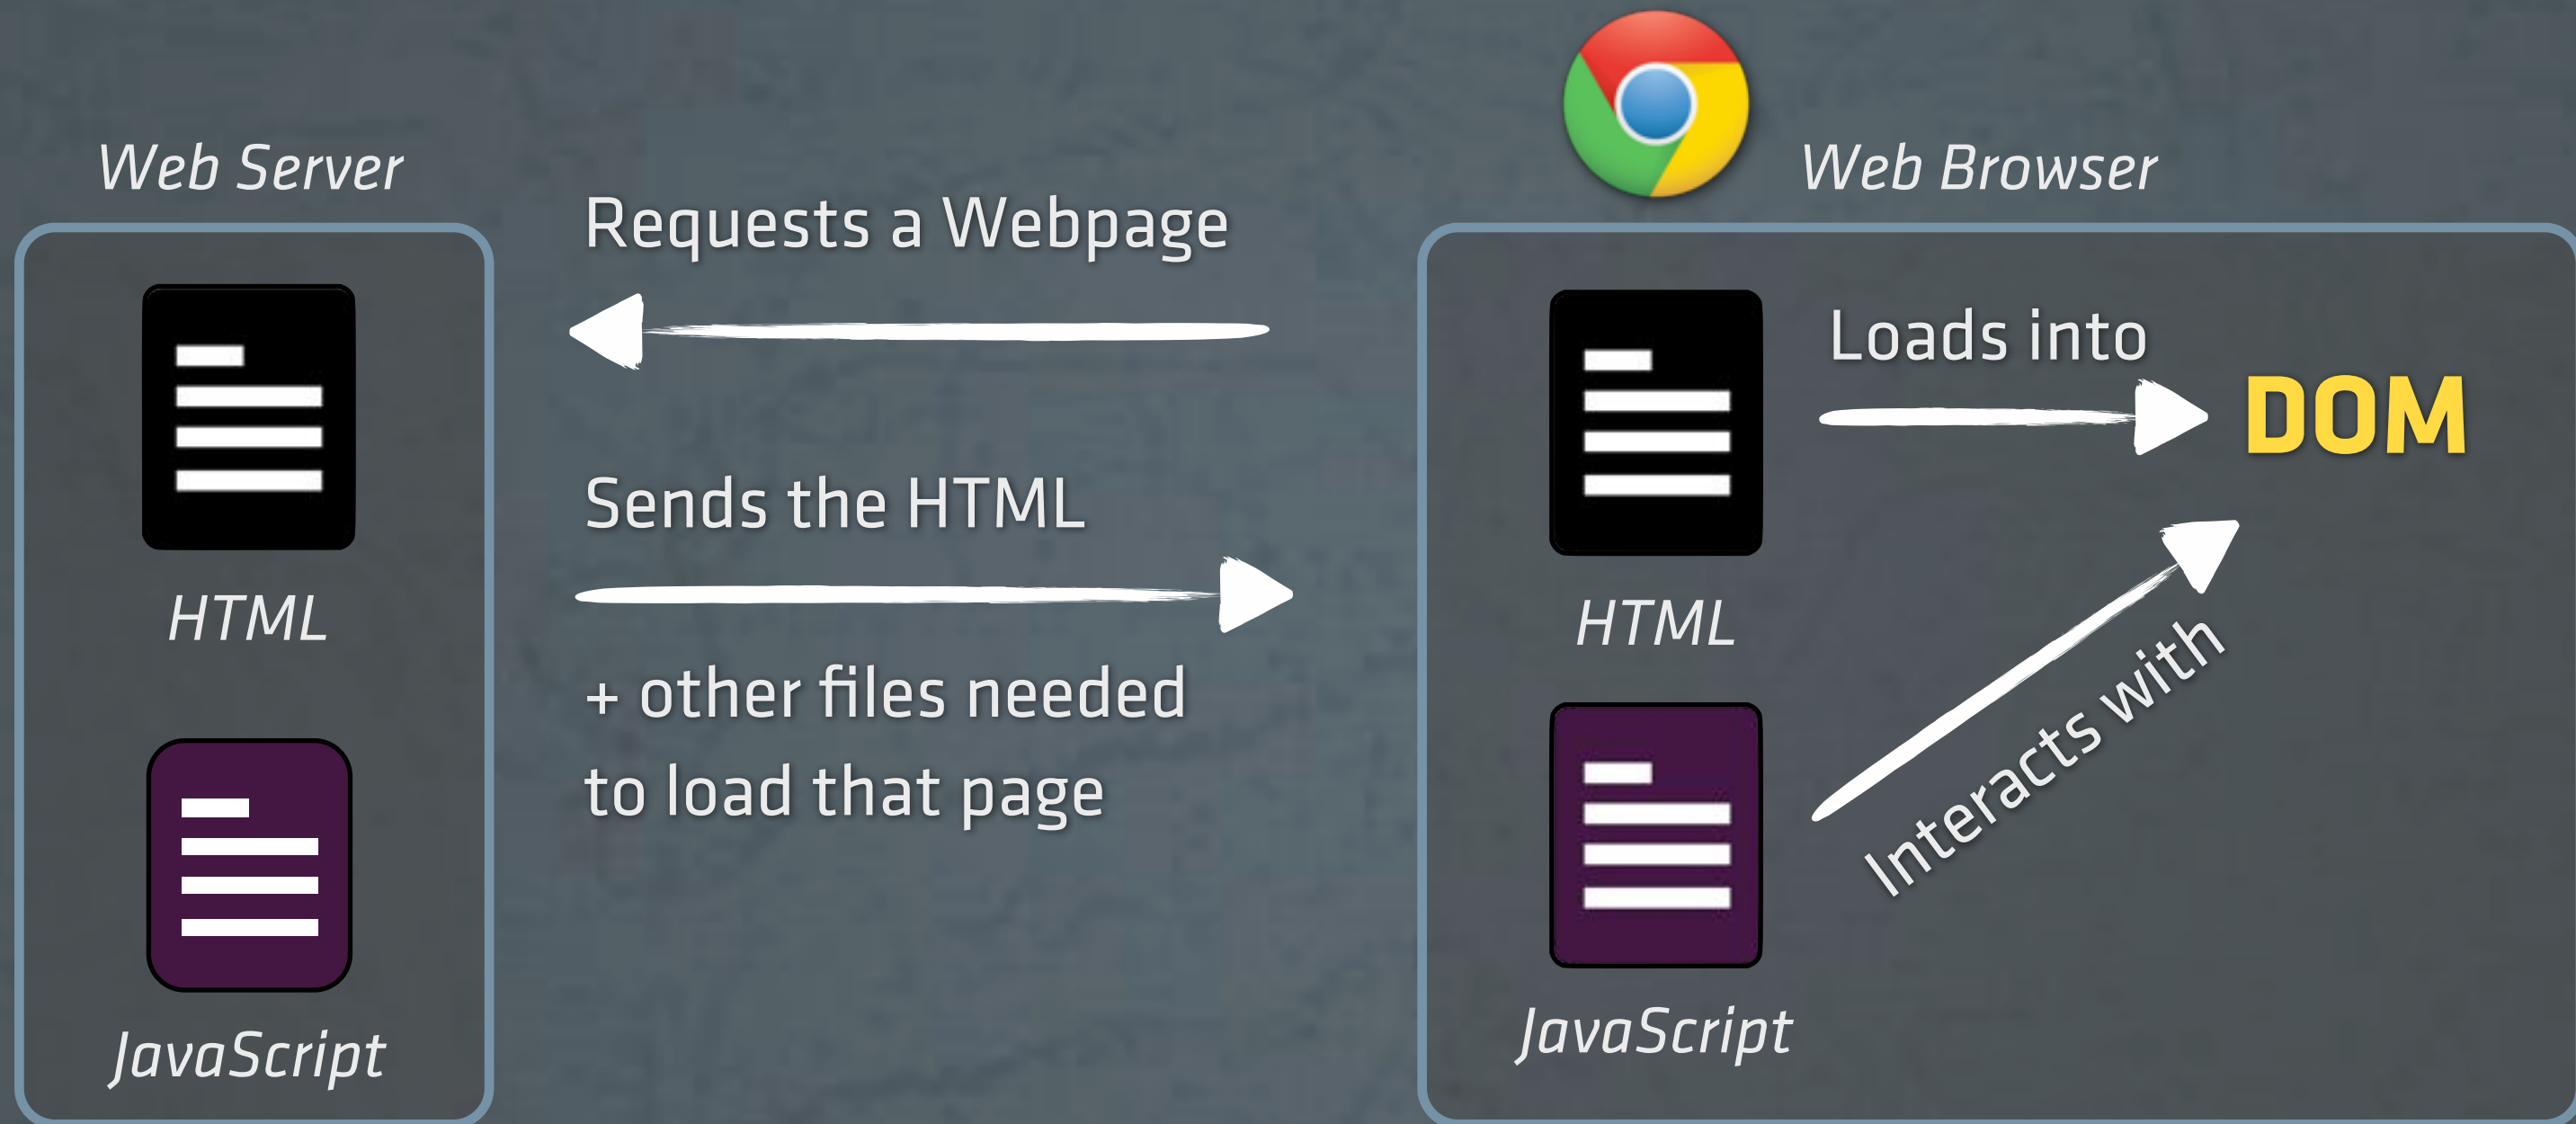 Web Server
HTML
JavaScript
Requests a Webpage
Sends the HTML
+ other files needed
to load that page
Web Browser
HTML
Loads into
DOM
JavaScript
Interacts with